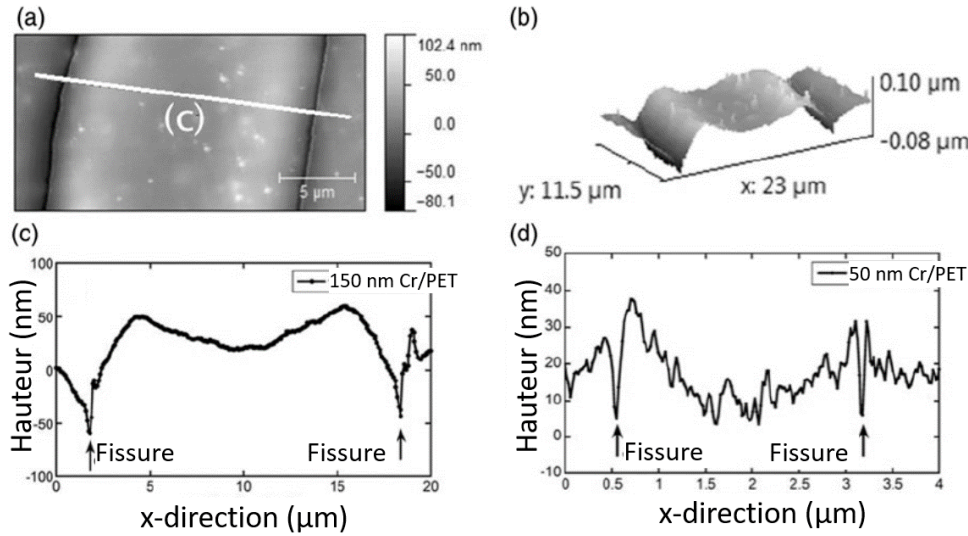 (a)
(c)
5 µm
102.4 nm
50.0
0.0
−50.0
−80.1
(b)
0.10 µm
-0.08 µm
y: 11.5 µm
x: 23 µm
(c)
Hauteur (nm)
100
50
0
-50
-100
150 nm Cr/PET
Fissure
Fissure
0
5
10
15
20
x-direction (µm)
(d)
Hauteur (nm)
50
40
30
20
10
0
-10
50 nm Cr/PET
Fissure
Fissure
0
0.5
1
1.5
2
2.5
3
3.5
4
x-direction (µm)